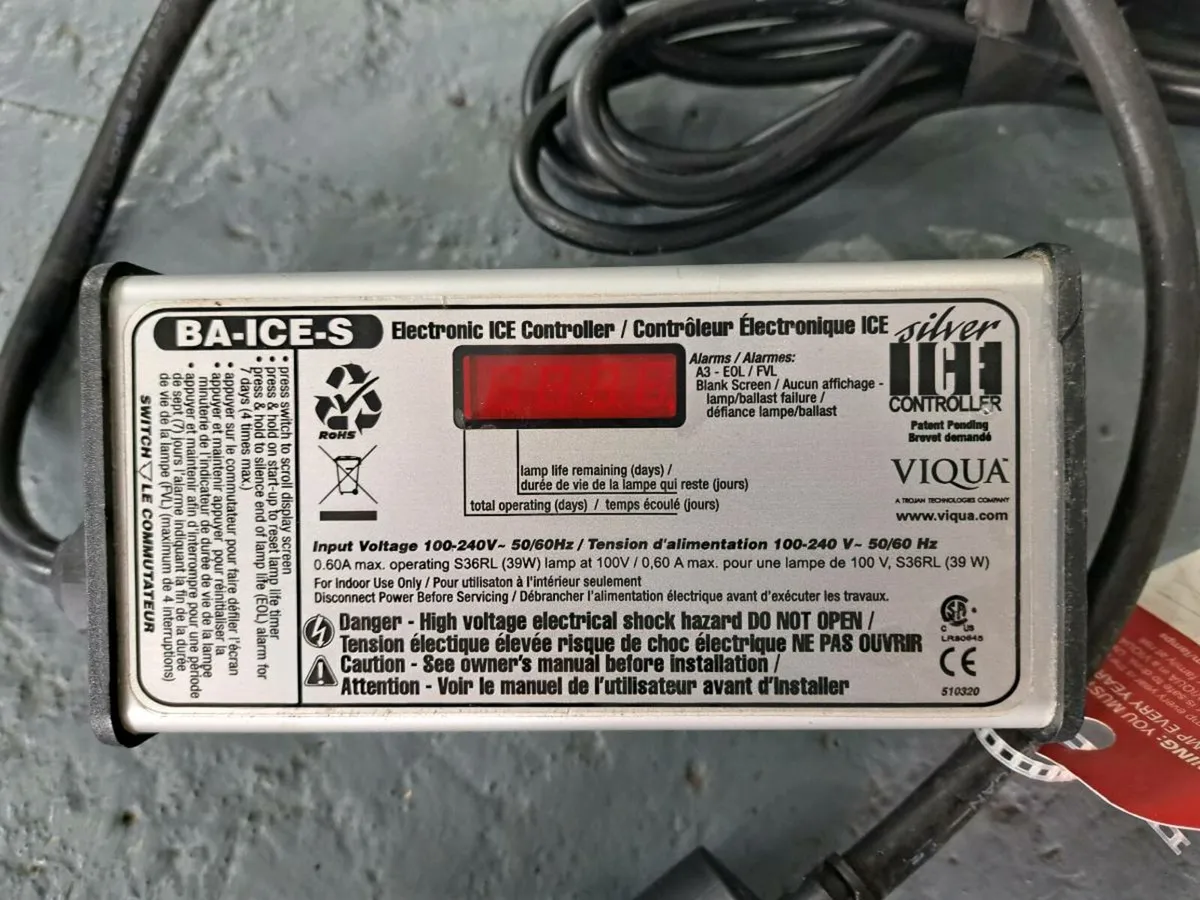 BA-ICE-S
Electronic ICE Controller / Contrôleur Électronique ICE
silver
ICE
CONTROLLER
Patent Pending
Brevet demandé
VIQUA™
A TROJAN TECHNOLOGIES COMPANY
www.viqua.com
Alarms / Alarmes:
A3 - EOL / FVL
Blank Screen / Aucun affichage -
lamp/ballast failure /
défiance lampe/ballast
RoHS
lamp life remaining (days) /
durée de vie de la lampe qui reste (jours)
total operating (days) / temps écoulé (jours)
• press switch to scroll display screen
• press & hold on start-up to reset lamp life timer
• press & hold to silence end of lamp life (EOL) alarm for
7 days (4 times max.)
• appuyer sur le commutateur pour faire défiler l'écran
• appuyer et maintenir appuyer pour réinitialiser la
minuterie de l'indicateur de durée de vie de la lampe
• appuyer et maintenir afin d'interrompre pour une période
de sept (7) jours l'alarme indiquant la fin de la durée
de vie de la lampe (FVL) (maximum de 4 interruptions)
SWITCH ▽ LE COMMUTATEUR
Input Voltage 100-240V~ 50/60Hz / Tension d'alimentation 100-240 V~ 50/60 Hz
0.60A max. operating S36RL (39W) lamp at 100V / 0,60 A max. pour une lampe de 100 V, S36RL (39 W)
For Indoor Use Only / Pour utilisaton à l'intérieur seulement
Disconnect Power Before Servicing / Débrancher l'alimentation électrique avant d'exécuter les travaux.
Danger - High voltage electrical shock hazard DO NOT OPEN /
Tension électique élevée risque de choc électrique NE PAS OUVRIR
Caution - See owner's manual before installation /
Attention - Voir le manuel de l'utilisateur avant d'installer
C US
LR80645
CE
510320
YOU MUST
EVERY YEAR